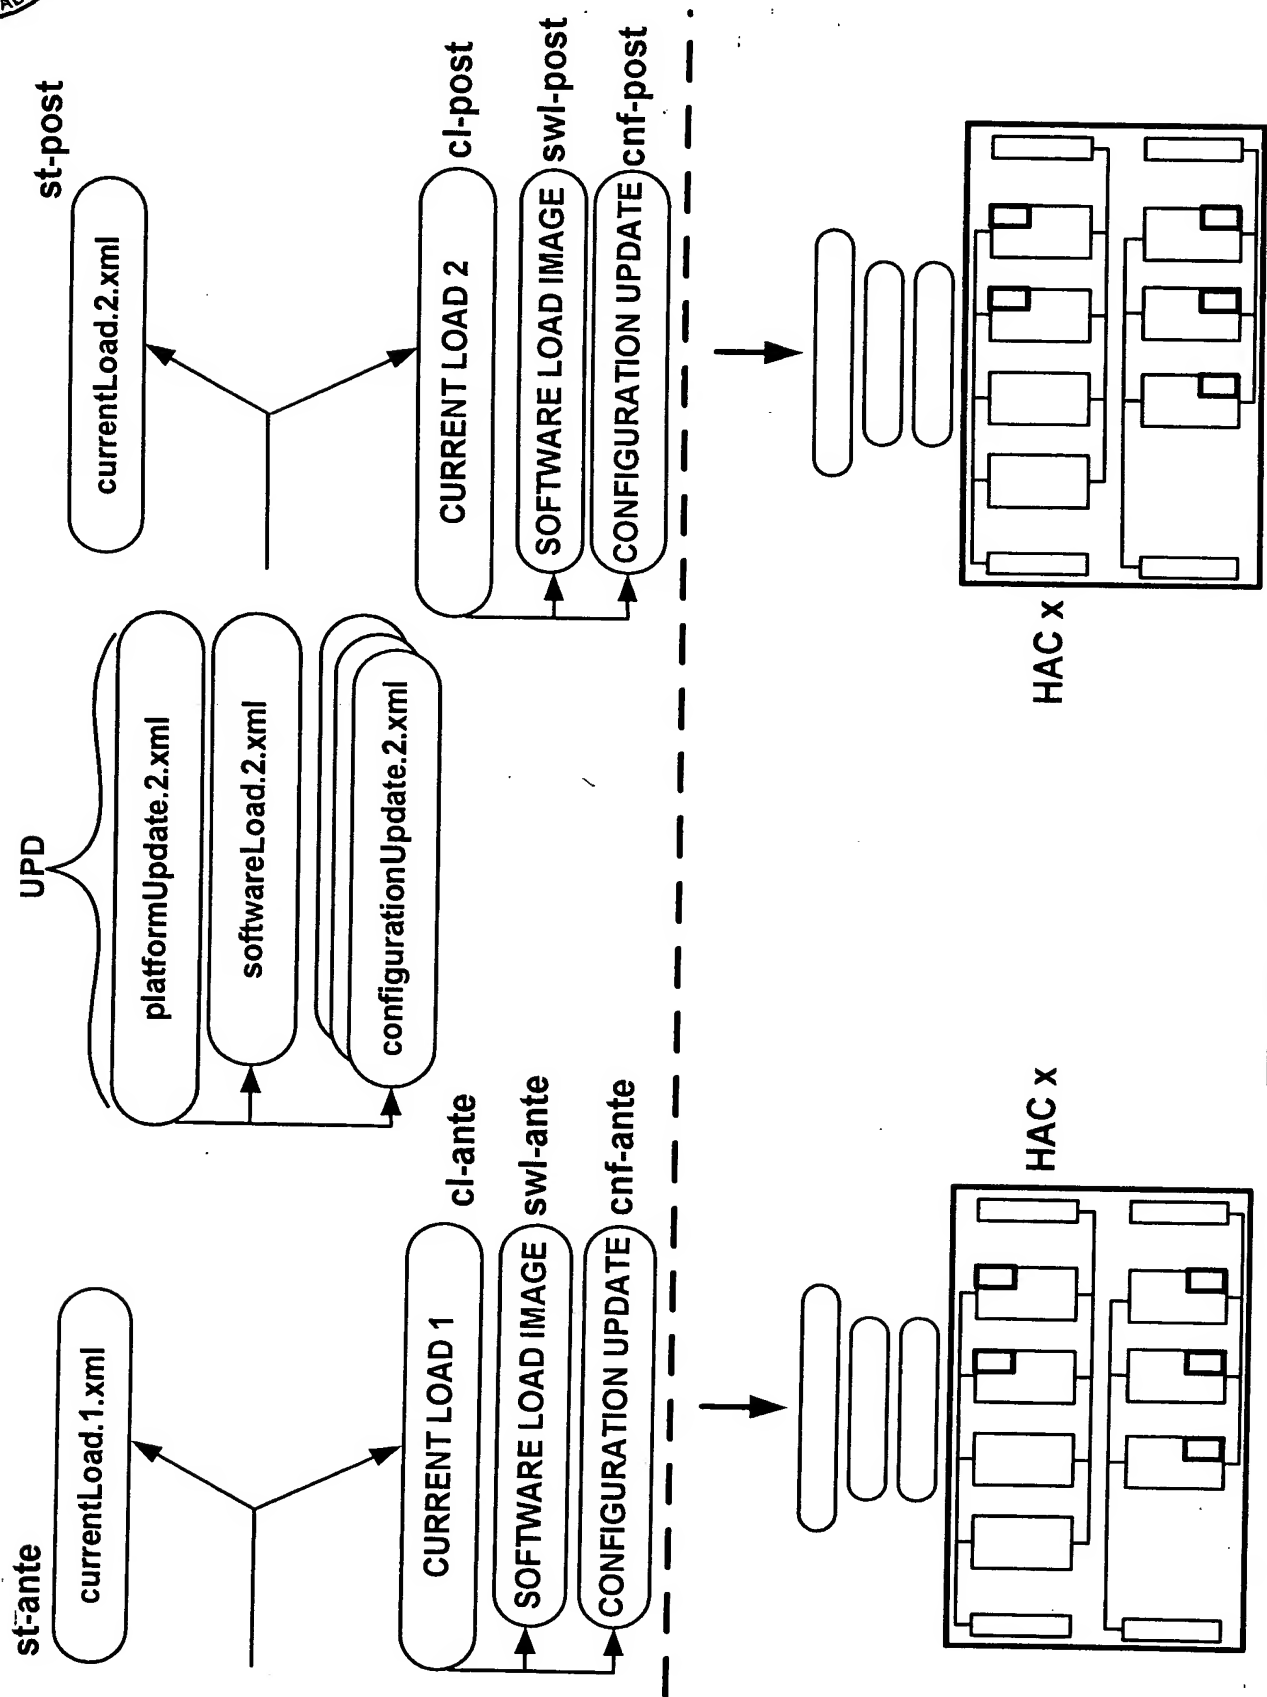 st-ante
currentLoad.1.xml
CURRENT LOAD 1
cl-ante
SOFTWARE LOAD IMAGE
swl-ante
CONFIGURATION UPDATE
cnf-ante
HAC x
UPD
platformUpdate.2.xml
softwareLoad.2.xml
configurationUpdate.2.xml
st-post
currentLoad.2.xml
CURRENT LOAD 2
cl-post
SOFTWARE LOAD IMAGE
swl-post
CONFIGURATION UPDATE
cnf-post
HAC x